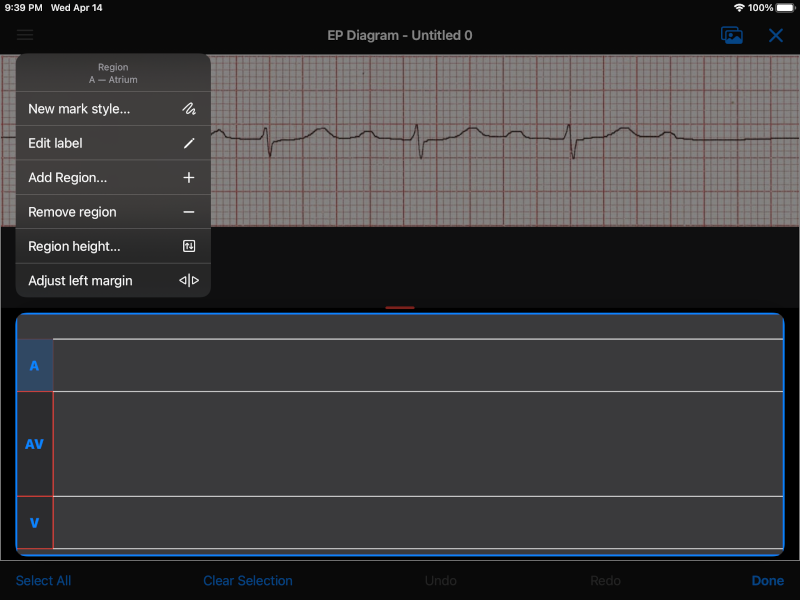 9:39 PM Wed Apr 14
100%
EP Diagram - Untitled 0
Region
A — Atrium
New mark style...
Edit label
Add Region...
Remove region
Region height...
Adjust left margin
A
AV
V
Select All Clear Selection Undo Redo Done